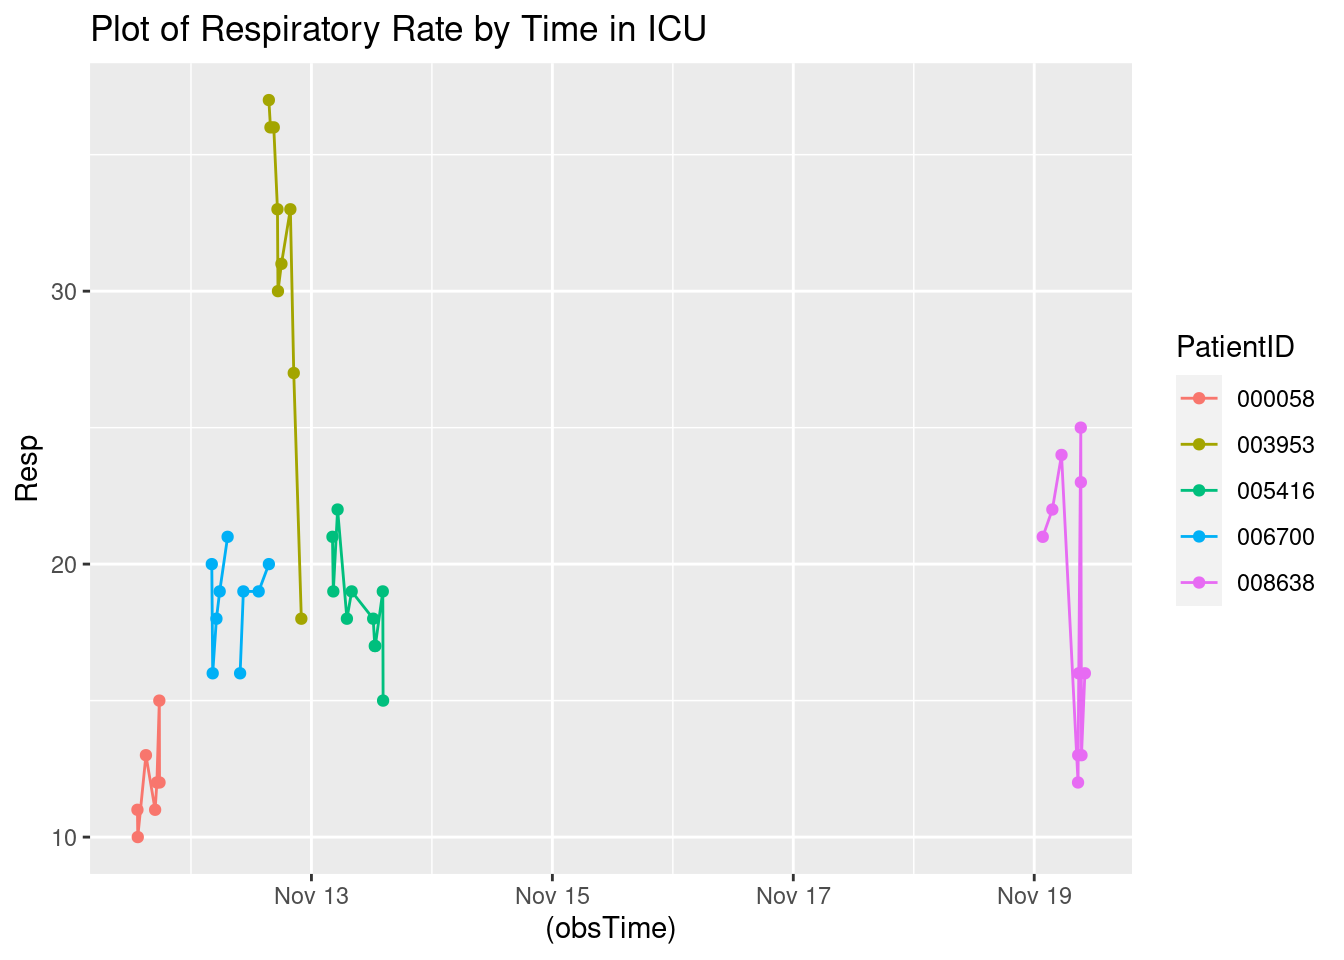 Plot of Respiratory Rate by Time in ICU
Resp
30
20
10
Nov 13
Nov 15
Nov 17
Nov 19
(obsTime)
PatientID
000058
003953
005416
006700
008638